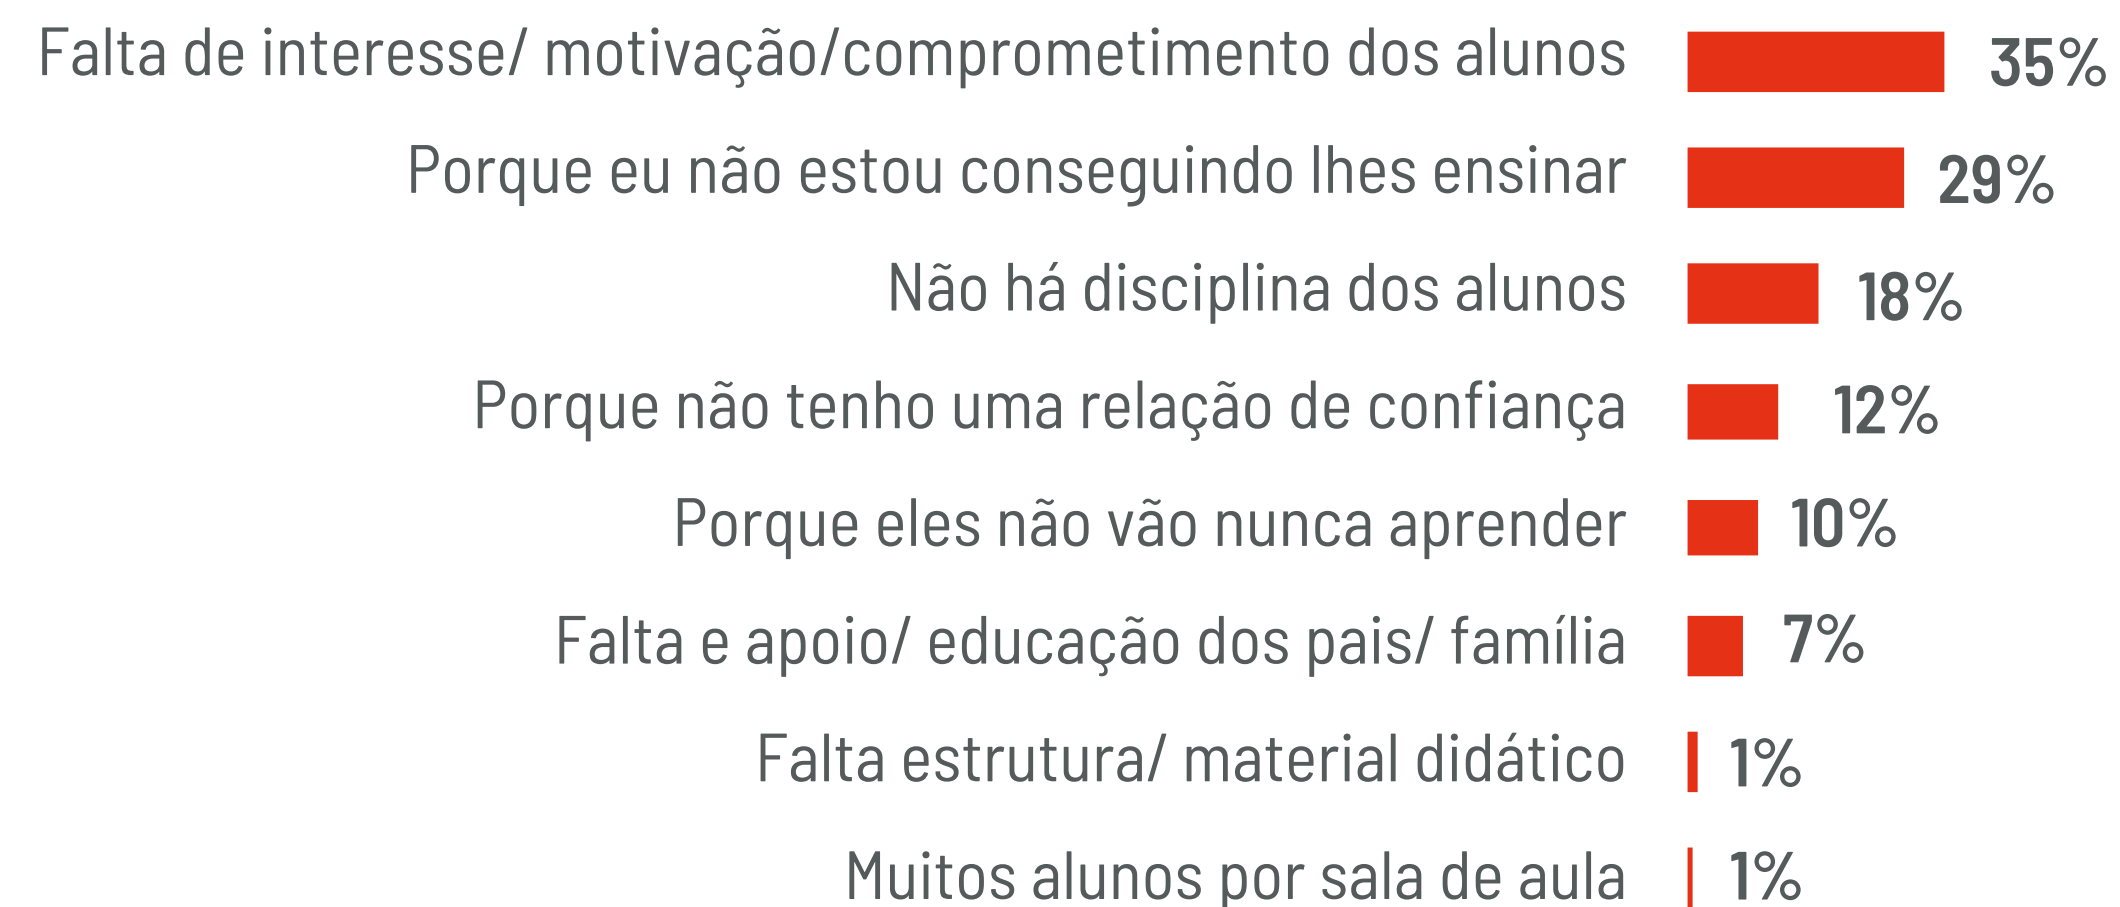 Falta de interesse/ motivação/comprometimento dos alunos 35%
Porque eu não estou conseguindo lhes ensinar 29%
Não há disciplina dos alunos 18%
Porque não tenho uma relação de confiança 12%
Porque eles não vão nunca aprender 10%
Falta e apoio/ educação dos pais/ família 7%
Falta estrutura/ material didático 1%
Muitos alunos por sala de aula 1%